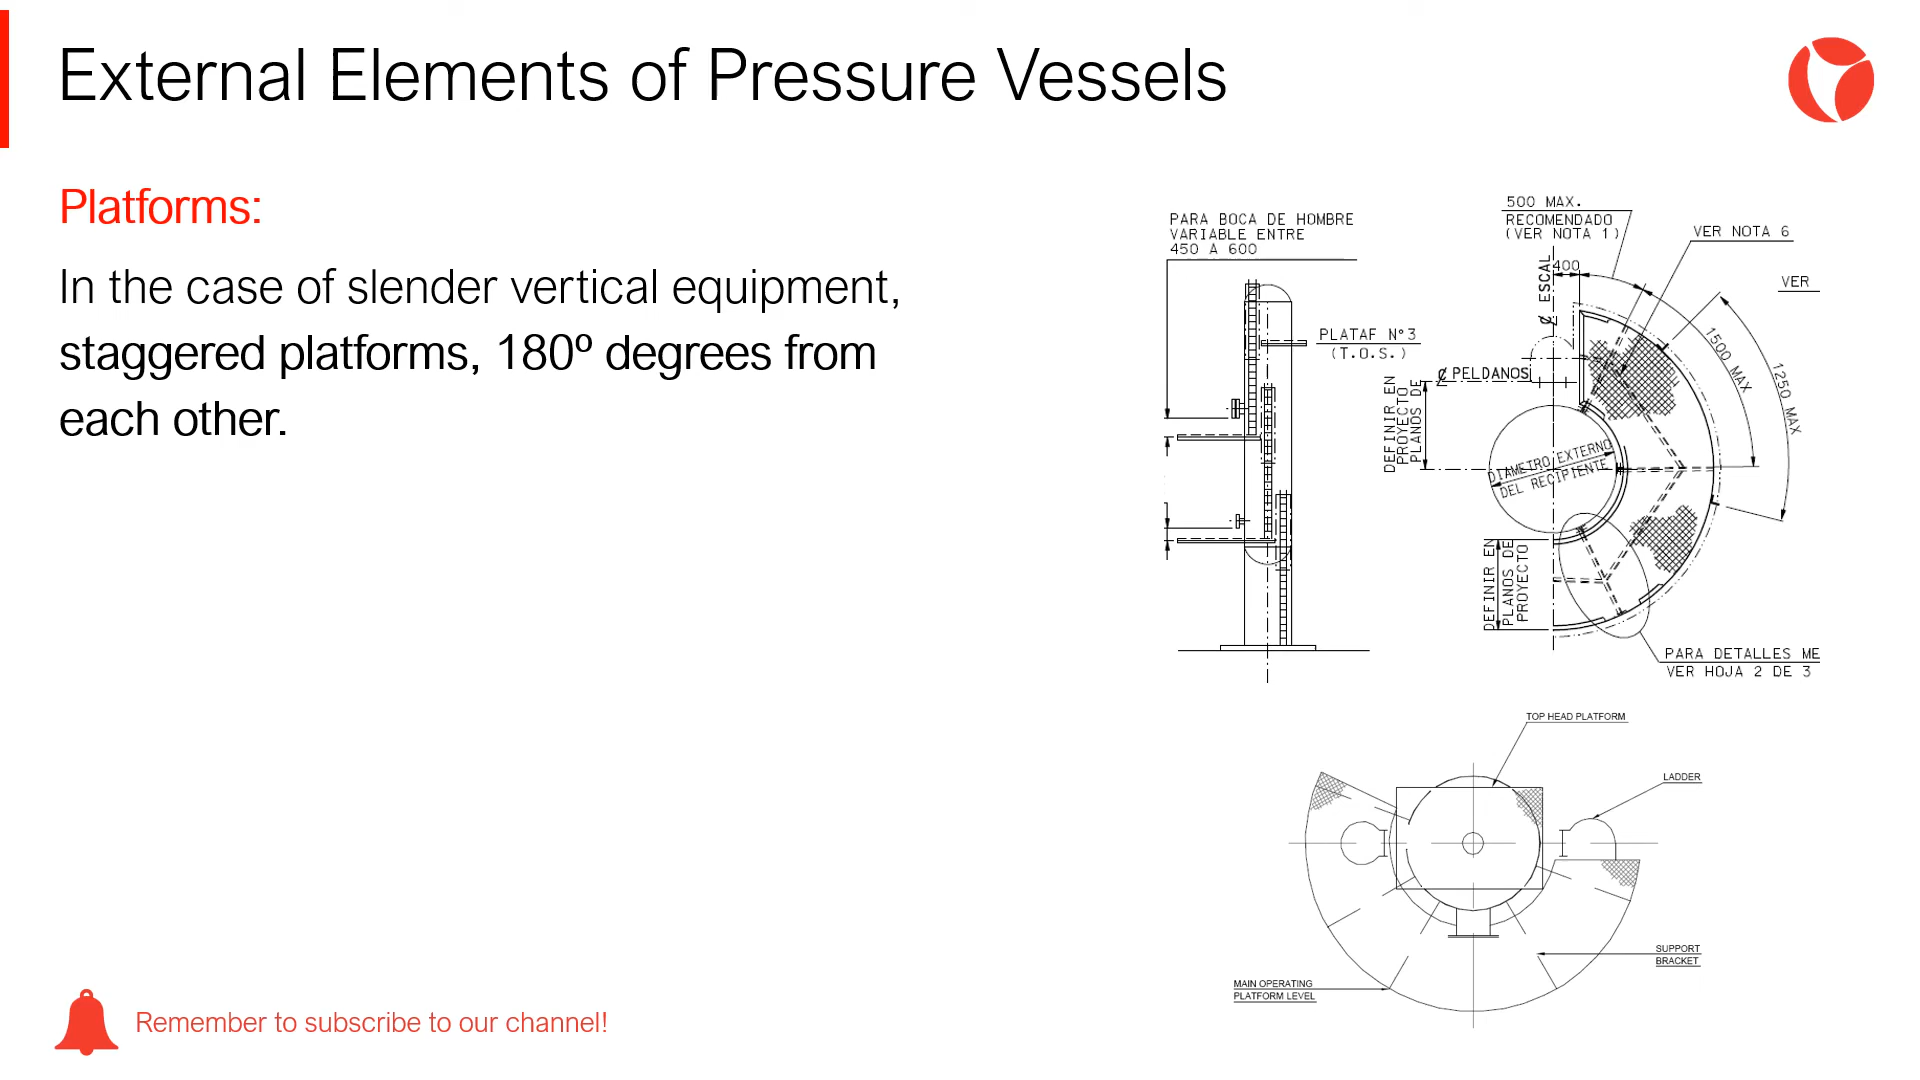 External Elements of Pressure Vessels
Platforms:
In the case of slender vertical equipment,
staggered platforms, 180º degrees from
each other.
PARA BOCA DE HOMBRE
VARIABLE ENTRE
450 A 600
PLATAF Nº3
(T.O.S.)
500 MAX.
RECOMENDADO
(VER NOTA 1)
VER NOTA 6
VER
400
₵ ESCAL
1500 MAX
1250 MAX
₵ PELDANOS
DEFINIR EN
PROYECTO
PLANOS DE
DIAMETRO EXTERNO
DEL RECIPIENTE
DEFINIR EN
PLANOS DE
PROYECTO
PARA DETALLES ME
VER HOJA 2 DE 3
TOP HEAD PLATFORM
LADDER
SUPPORT
BRACKET
MAIN OPERATING
PLATFORM LEVEL
Remember to subscribe to our channel!